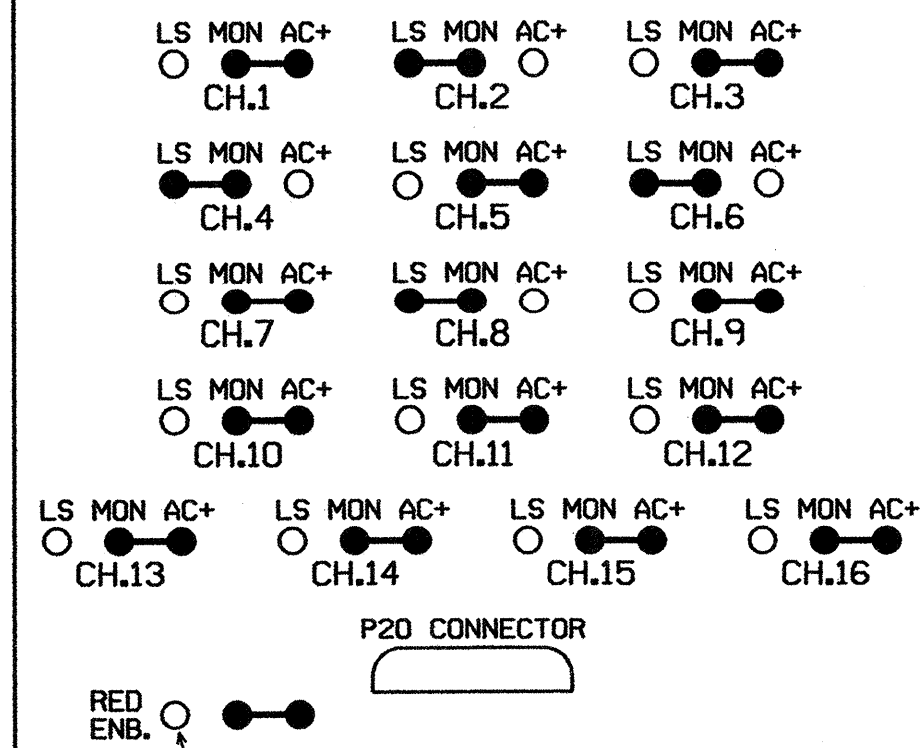 LS MON AC+ LS MON AC+ LS MON AC+
CH.1 CH.2 CH.3
LS MON AC+ LS MON AC+ LS MON AC+
CH.4 CH.5 CH.6
LS MON AC+ LS MON AC+ LS MON AC+
CH.7 CH.8 CH.9
LS MON AC+ LS MON AC+ LS MON AC+
CH.10 CH.11 CH.12
LS MON AC+ LS MON AC+ LS MON AC+ LS MON AC+
CH.13 CH.14 CH.15 CH.16
P20 CONNECTOR
RED
ENB.